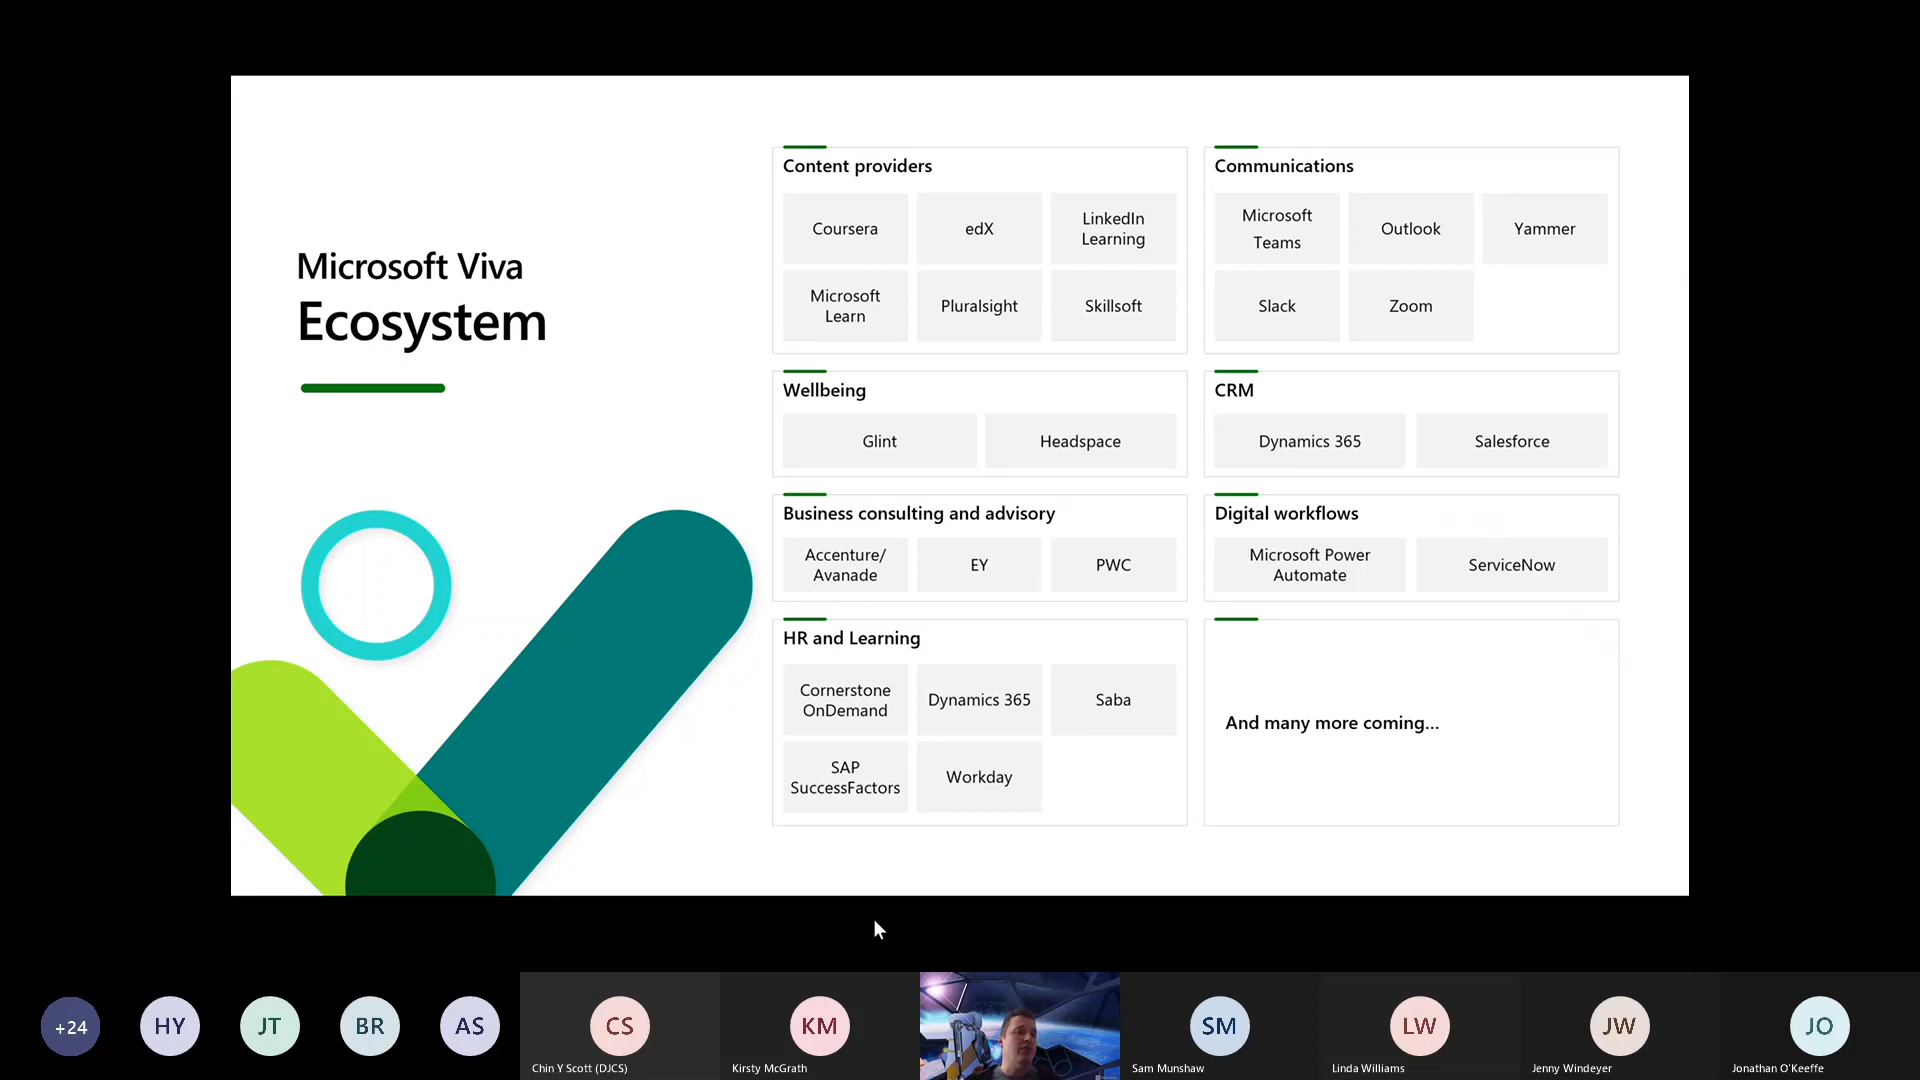 Microsoft Viva
Ecosystem
Content providers
Coursera
edX
LinkedIn
Learning
Microsoft
Learn
Pluralsight
Skillsoft
Communications
Microsoft
Teams
Outlook
Yammer
Slack
Zoom
Wellbeing
Glint
Headspace
CRM
Dynamics 365
Salesforce
Business consulting and advisory
Accenture/
Avanade
EY
PWC
Digital workflows
Microsoft Power
Automate
ServiceNow
HR and Learning
Cornerstone
OnDemand
Dynamics 365
Saba
SAP
SuccessFactors
Workday
And many more coming...
+24
HY
JT
BR
AS
CS
Chin Y Scott (DJCS)
KM
Kirsty McGrath
SM
Sam Munshaw
LW
Linda Williams
JW
Jenny Windeyer
JO
Jonathan O'Keeffe